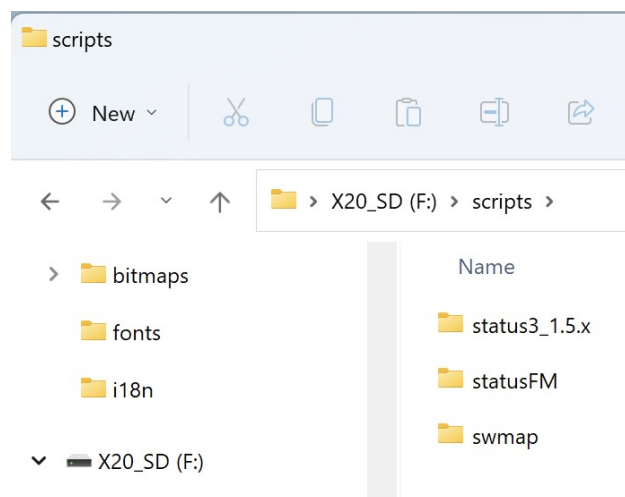 scripts
New
X20_SD (F:) > scripts >
bitmaps
fonts
i18n
X20_SD (F:)
Name
status3_1.5.x
statusFM
swmap